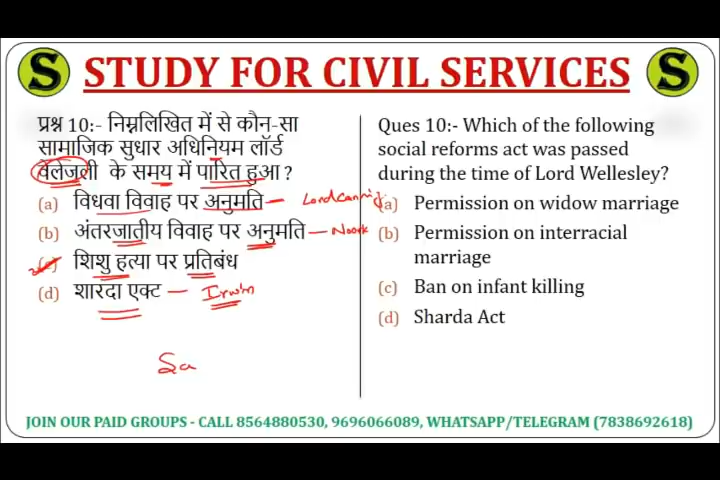 S STUDY FOR CIVIL SERVICES S
प्रश्न 10:- निम्नलिखित में से कौन-सा
सामाजिक सुधार अधिनियम लॉर्ड
वेलेजली के समय में पारित हुआ?
(a) विधवा विवाह पर अनुमति - Lord Canning
(b) अंतरजातीय विवाह पर अनुमति -
(c) शिशु हत्या पर प्रतिबंध
(d) शारदा एक्ट - Irwin
Sa
Ques 10:- Which of the following
social reforms act was passed
during the time of Lord Wellesley?
(a) Permission on widow marriage
(b) Permission on interracial
marriage
(c) Ban on infant killing
(d) Sharda Act
JOIN OUR PAID GROUPS - CALL 8564880530, 9696066089, WHATSAPP/TELEGRAM (7838692618)